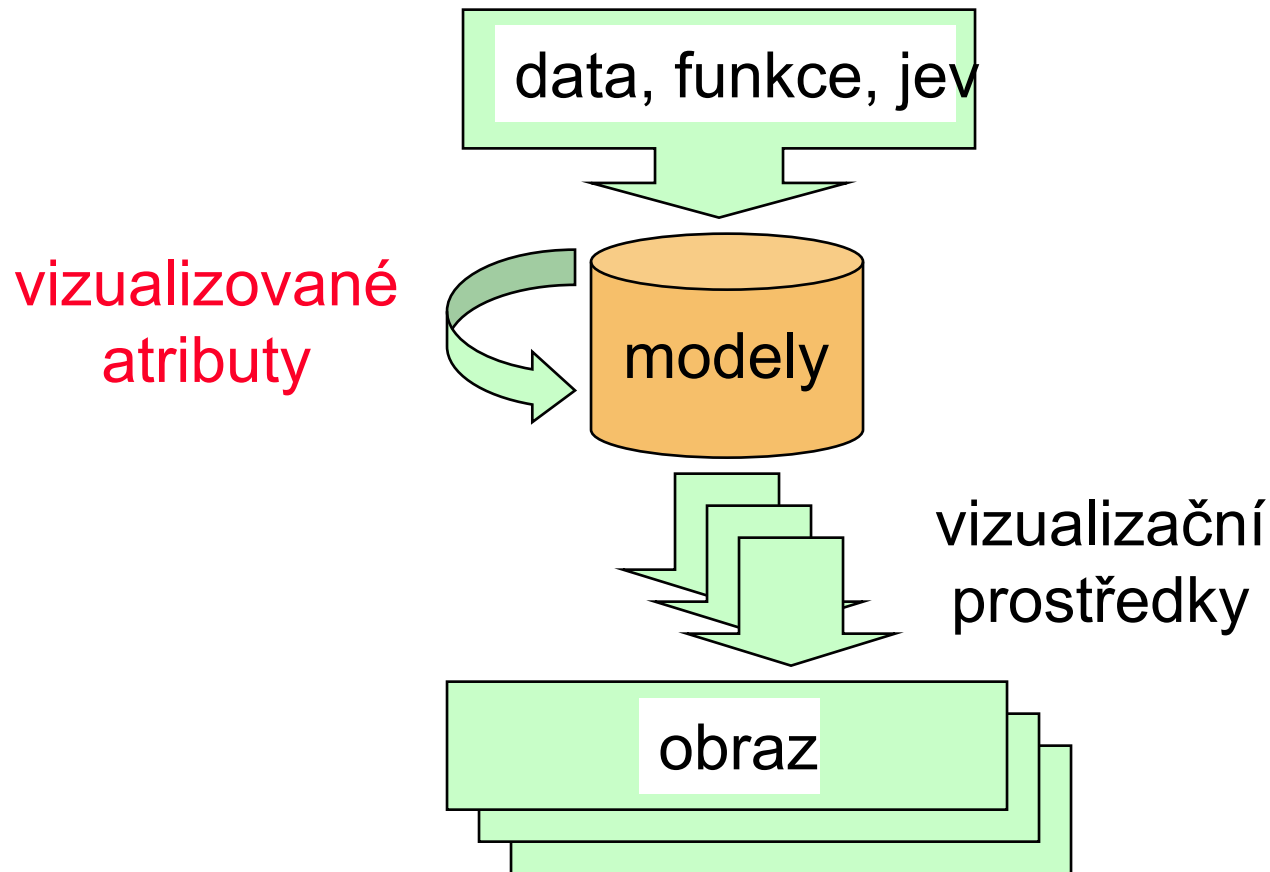 data, funkce, jev
vizualizované
atributy
modely
vizualizační
prostředky
obraz